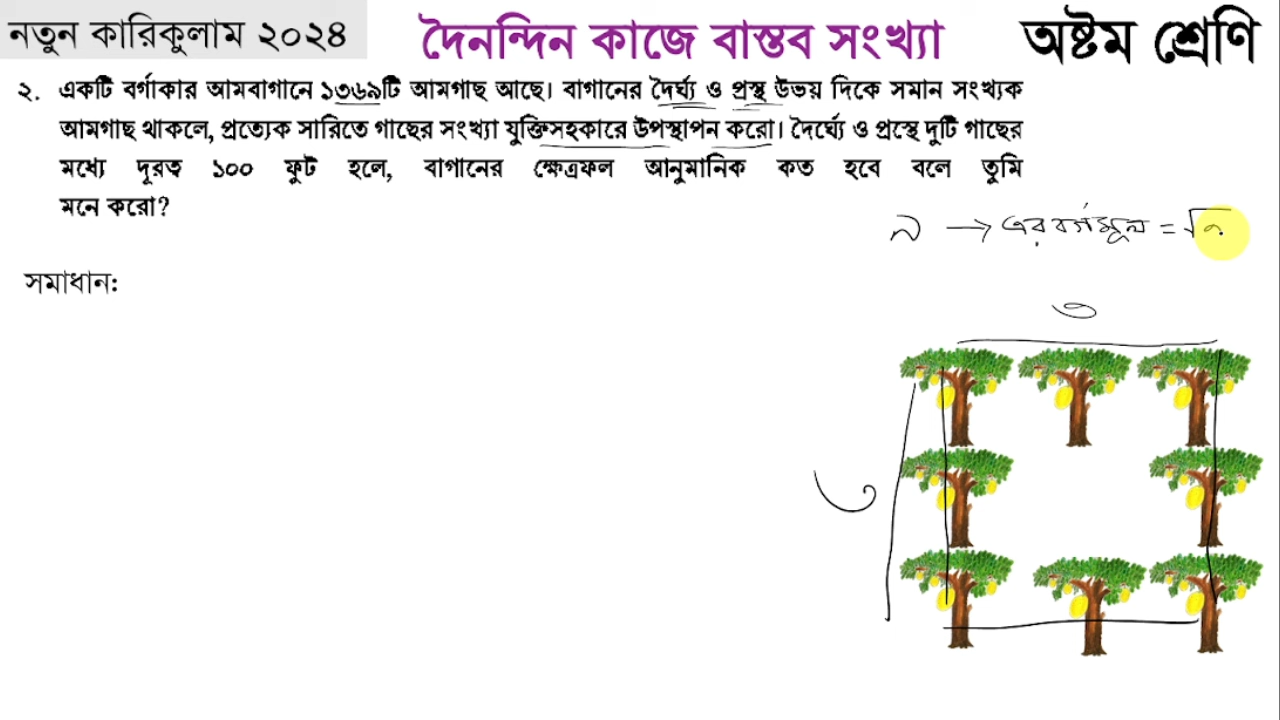 নতুন কারিকুলাম ২০২৪
দৈনন্দিন কাজে বাস্তব সংখ্যা
অষ্টম শ্রেণি
২. একটি বর্গাকার আমবাগানে ১৩৬৯টি আমগাছ আছে। বাগানের দৈর্ঘ্য ও প্রস্থ উভয় দিকে সমান সংখ্যক
আমগাছ থাকলে, প্রত্যেক সারিতে গাছের সংখ্যা যুক্তিসহকারে উপস্থাপন করো। দৈর্ঘ্যে ও প্রস্থে দুটি গাছের
মধ্যে দূরত্ব ১০০ ফুট হলে, বাগানের ক্ষেত্রফল আনুমানিক কত হবে বলে তুমি
মনে করো?
৯ → এর বর্গমূল = √৯
সমাধান:
৩
৩